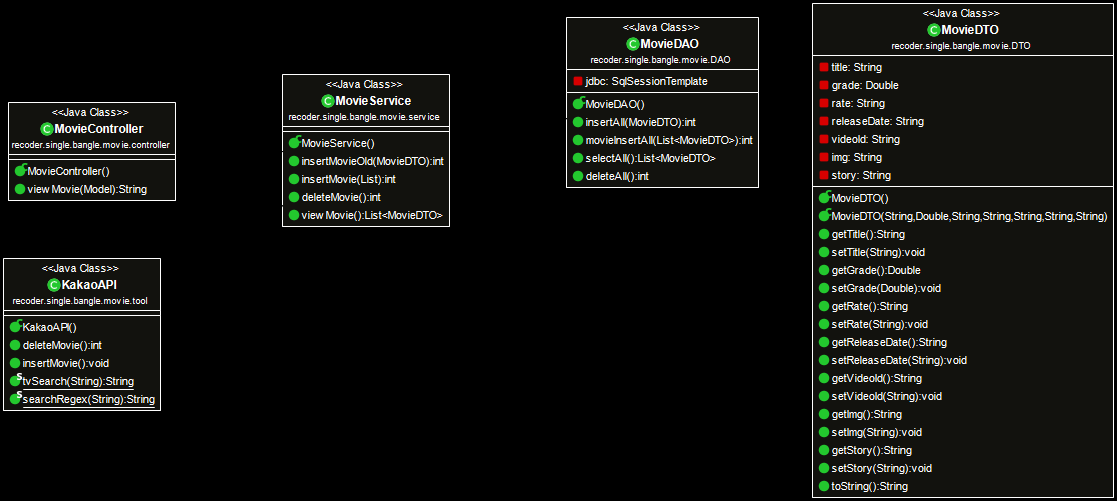 <<Java Class>>
MovieController
recoder.single.bangle.movie.controller
MovieController()
viewMovie(Model):String
<<Java Class>>
KakaoAPI
recoder.single.bangle.movie.tool
KakaoAPI()
deleteMovie():int
insertMovie():void
tvSearch(String):String
searchRegex(String):String
<<Java Class>>
MovieService
recoder.single.bangle.movie.service
MovieService()
insertMovieOld(MovieDTO):int
insertMovie(List):int
deleteMovie():int
viewMovie():List<MovieDTO>
<<Java Class>>
MovieDAO
recoder.single.bangle.movie.DAO
jdbc: SqlSessionTemplate
MovieDAO()
insertAll(MovieDTO):int
movieInsertAll(List<MovieDTO>):int
selectAll():List<MovieDTO>
deleteAll():int
<<Java Class>>
MovieDTO
recoder.single.bangle.movie.DTO
title: String
grade: Double
rate: String
releaseDate: String
videoId: String
img: String
story: String
MovieDTO()
MovieDTO(String,Double,String,String,String,String,String)
getTitle():String
setTitle(String):void
getGrade():Double
setGrade(Double):void
getRate():String
setRate(String):void
getReleaseDate():String
setReleaseDate(String):void
getVideoId():String
setVideoId(String):void
getImg():String
setImg(String):void
getStory():String
setStory(String):void
toString():String